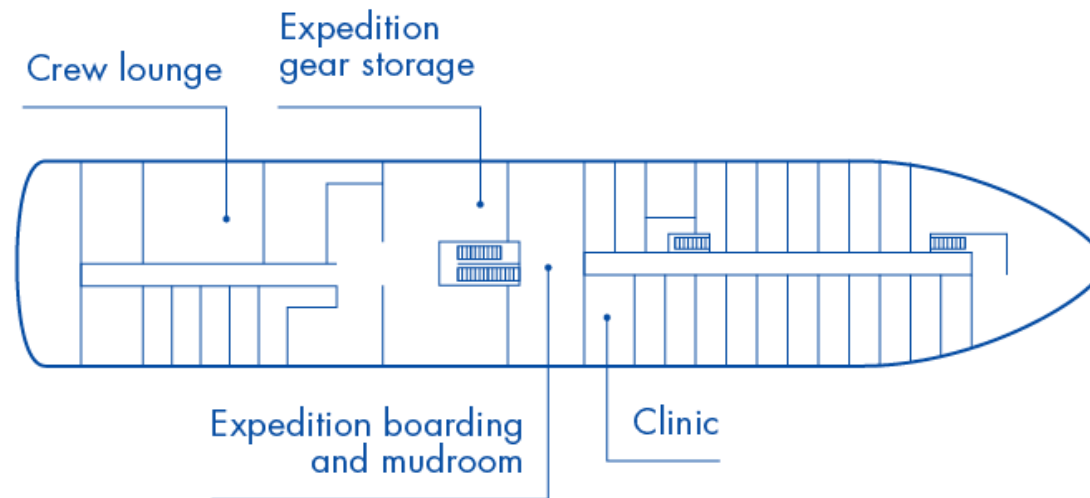 Crew lounge
Expedition
gear storage
Expedition boarding
and mudroom
Clinic